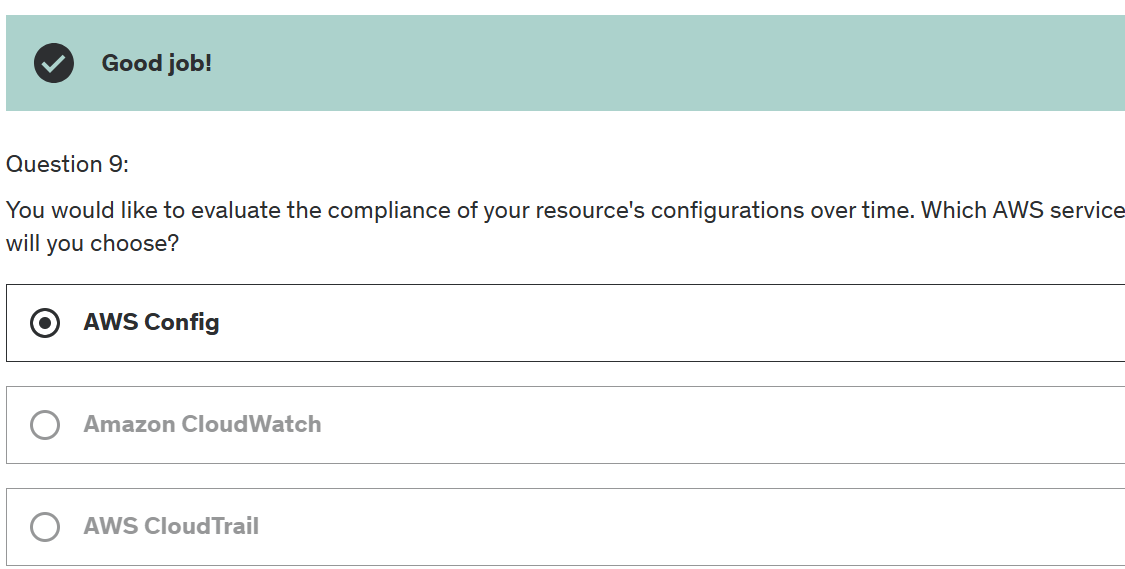 Good job!
Question 9:
You would like to evaluate the compliance of your resource's configurations over time. Which AWS service
will you choose?
AWS Config
Amazon CloudWatch
AWS CloudTrail